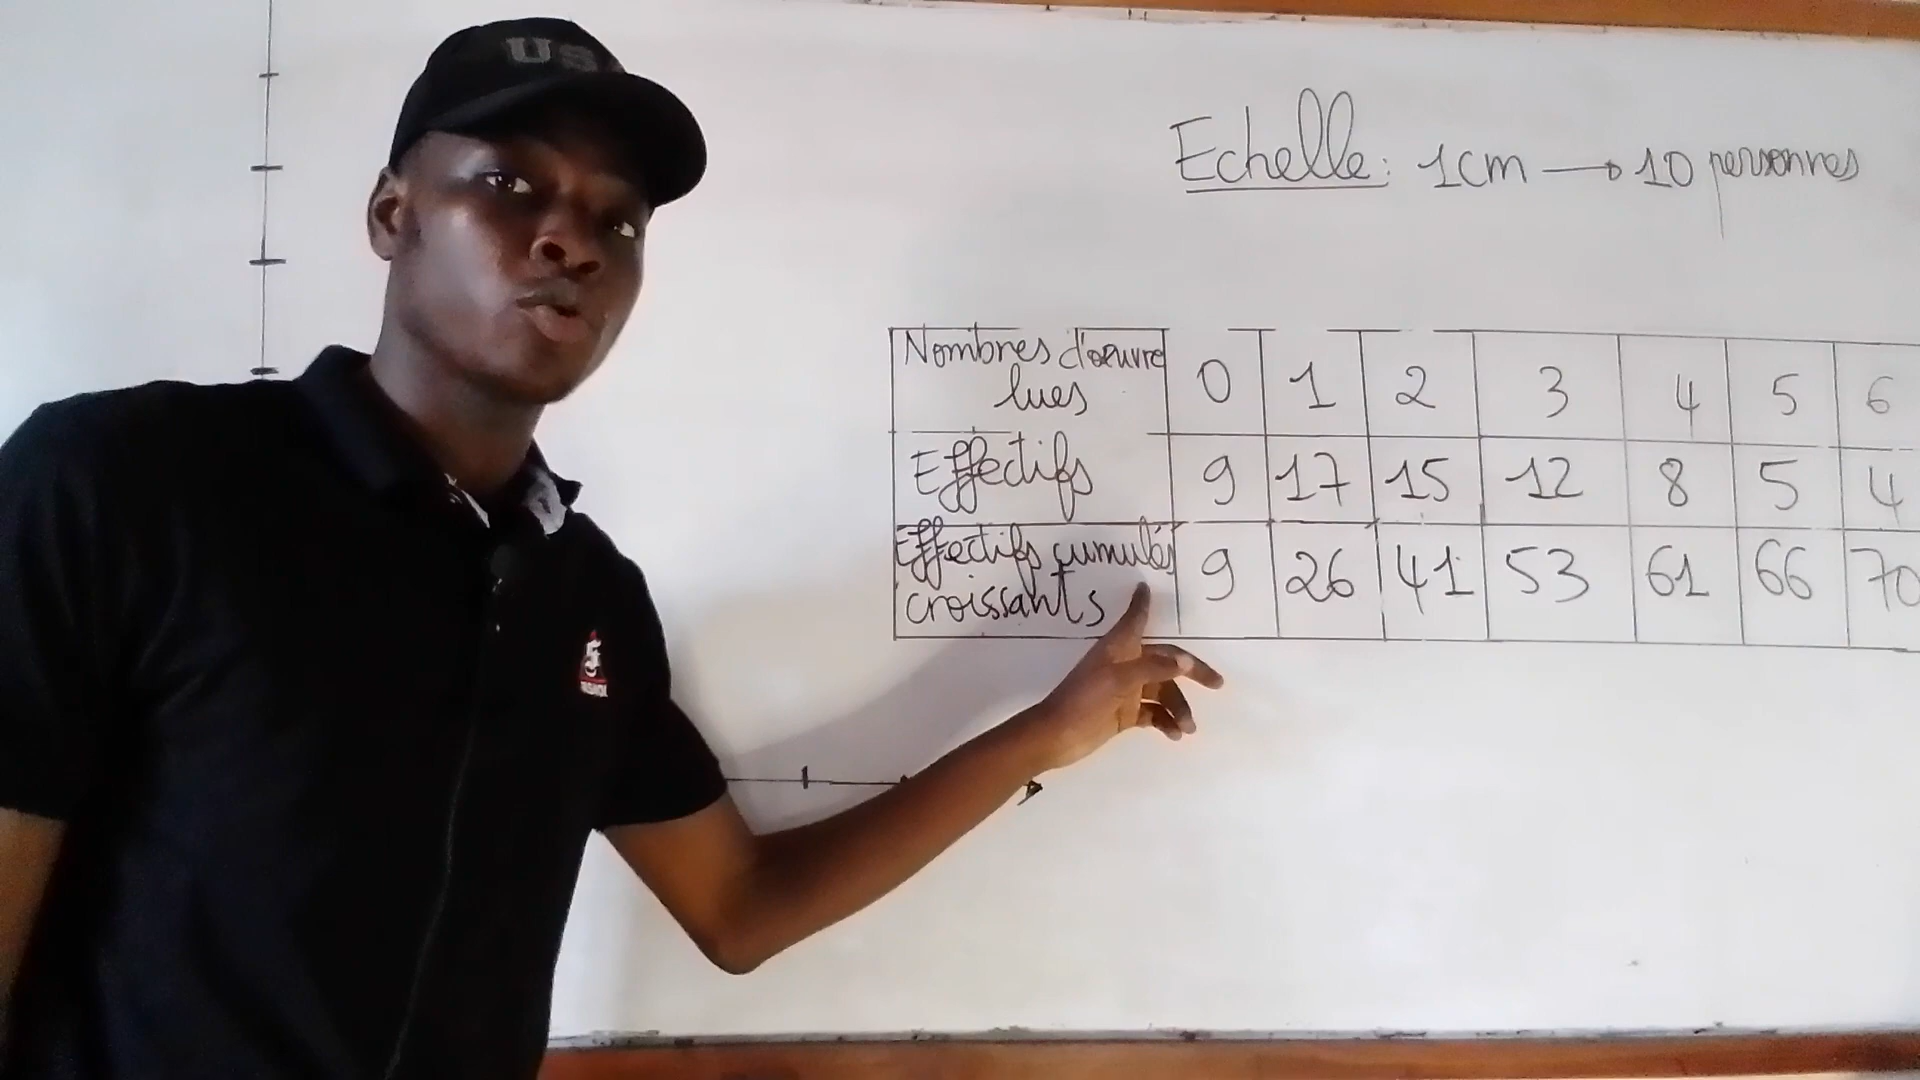 US
Echelle: 1cm → 10 personnes
Nombres d'oeuvre lues 0 1 2 3 4 5 6
Effectifs 9 17 15 12 8 5 4
Effectifs cumulés croissants 9 26 41 53 61 66 70